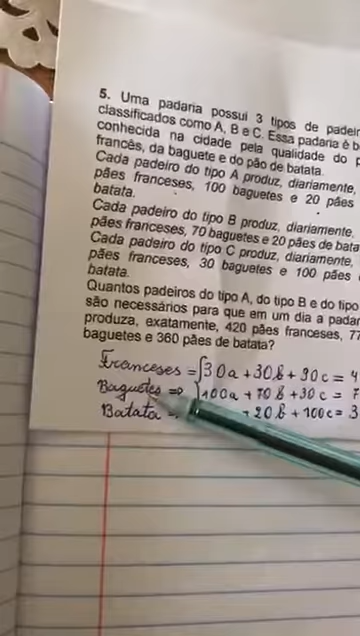 5. Uma padaria possui 3 tipos de
classificados como A, B e C. Essa padaria é
conhecida na cidade pela qualidade do
francês, da baguete e do pão de batata.
Cada padeiro do tipo A produz, diariamente,
pães franceses, 100 baguetes e 20 pães
batata.
Cada padeiro do tipo B produz, diariamente,
pães franceses, 70 baguetes e 20 pães de
Cada padeiro do tipo C produz, diariamente,
pães franceses, 30 baguetes e 100 pães
batata.
Quantos padeiros do tipo A, do tipo B e do tipo
são necessários para que em um dia a
produza, exatamente, 420 pães franceses,
baguetes e 360 pães de batata?
Franceses = 30a + 30b + 90c =
Baguetes => 100a + 70b + 30c =
Batata + 20b + 100c =